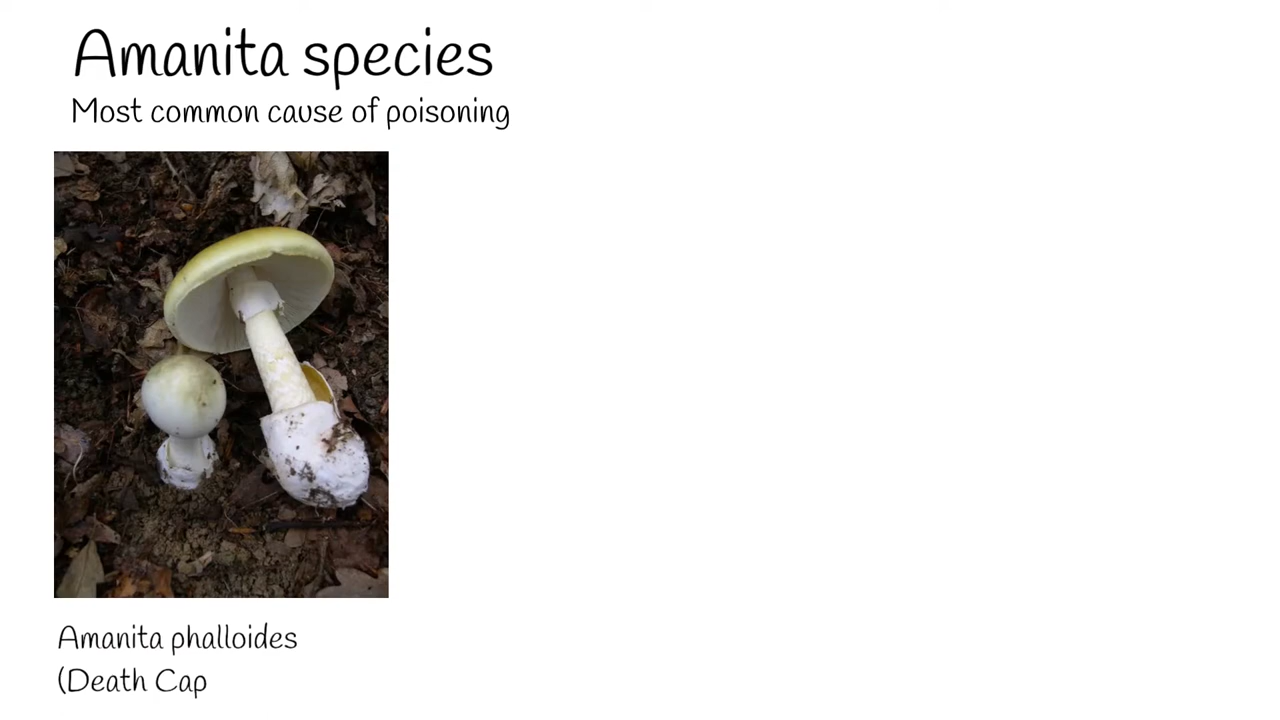 Amanita species
Most common cause of poisoning
Amanita phalloides
(Death Cap